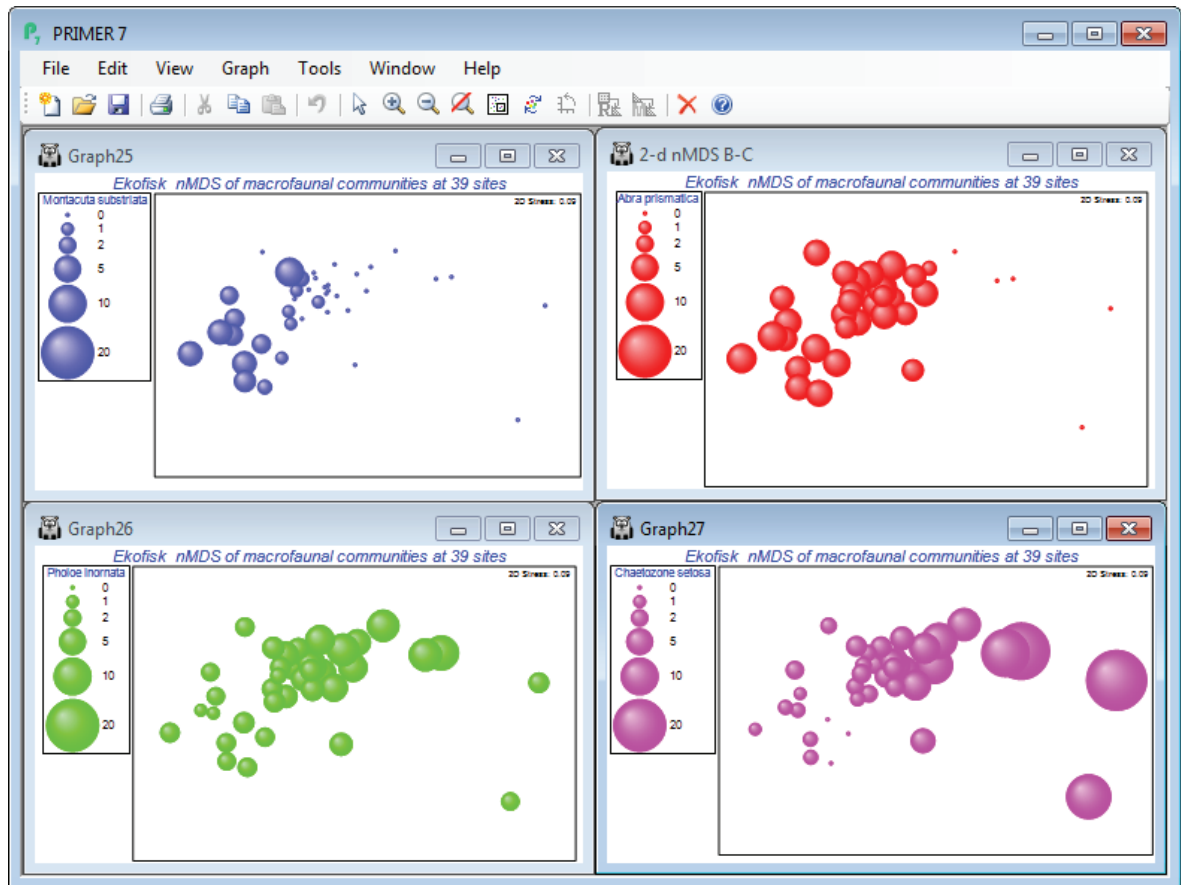 PRIMER 7
File Edit View Graph Tools Window Help
Graph25
Ekofisk nMDS of macrofaunal communities at 39 sites
Montacuta substriata
2D Stress: 0.09
0
1
2
5
10
20
2-d nMDS B-C
Ekofisk nMDS of macrofaunal communities at 39 sites
Abra prismatica
2D Stress: 0.09
0
1
2
5
10
20
Graph26
Ekofisk nMDS of macrofaunal communities at 39 sites
Pholoe inornata
2D Stress: 0.09
0
1
2
5
10
20
Graph27
Ekofisk nMDS of macrofaunal communities at 39 sites
Chaetozone setosa
2D Stress: 0.09
0
1
2
5
10
20